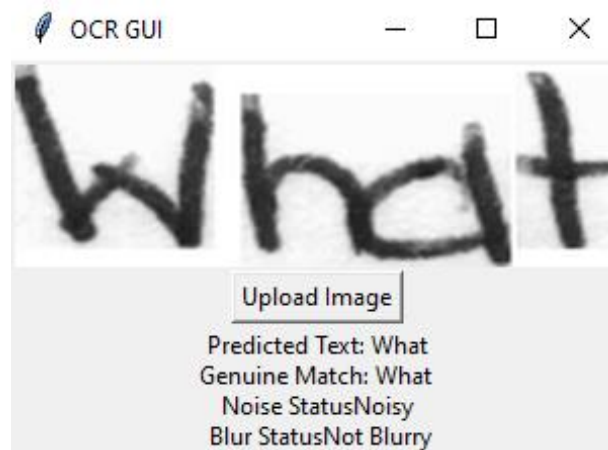 OCR GUI
What
Upload Image
Predicted Text: What
Genuine Match: What
Noise StatusNoisy
Blur StatusNot Blurry